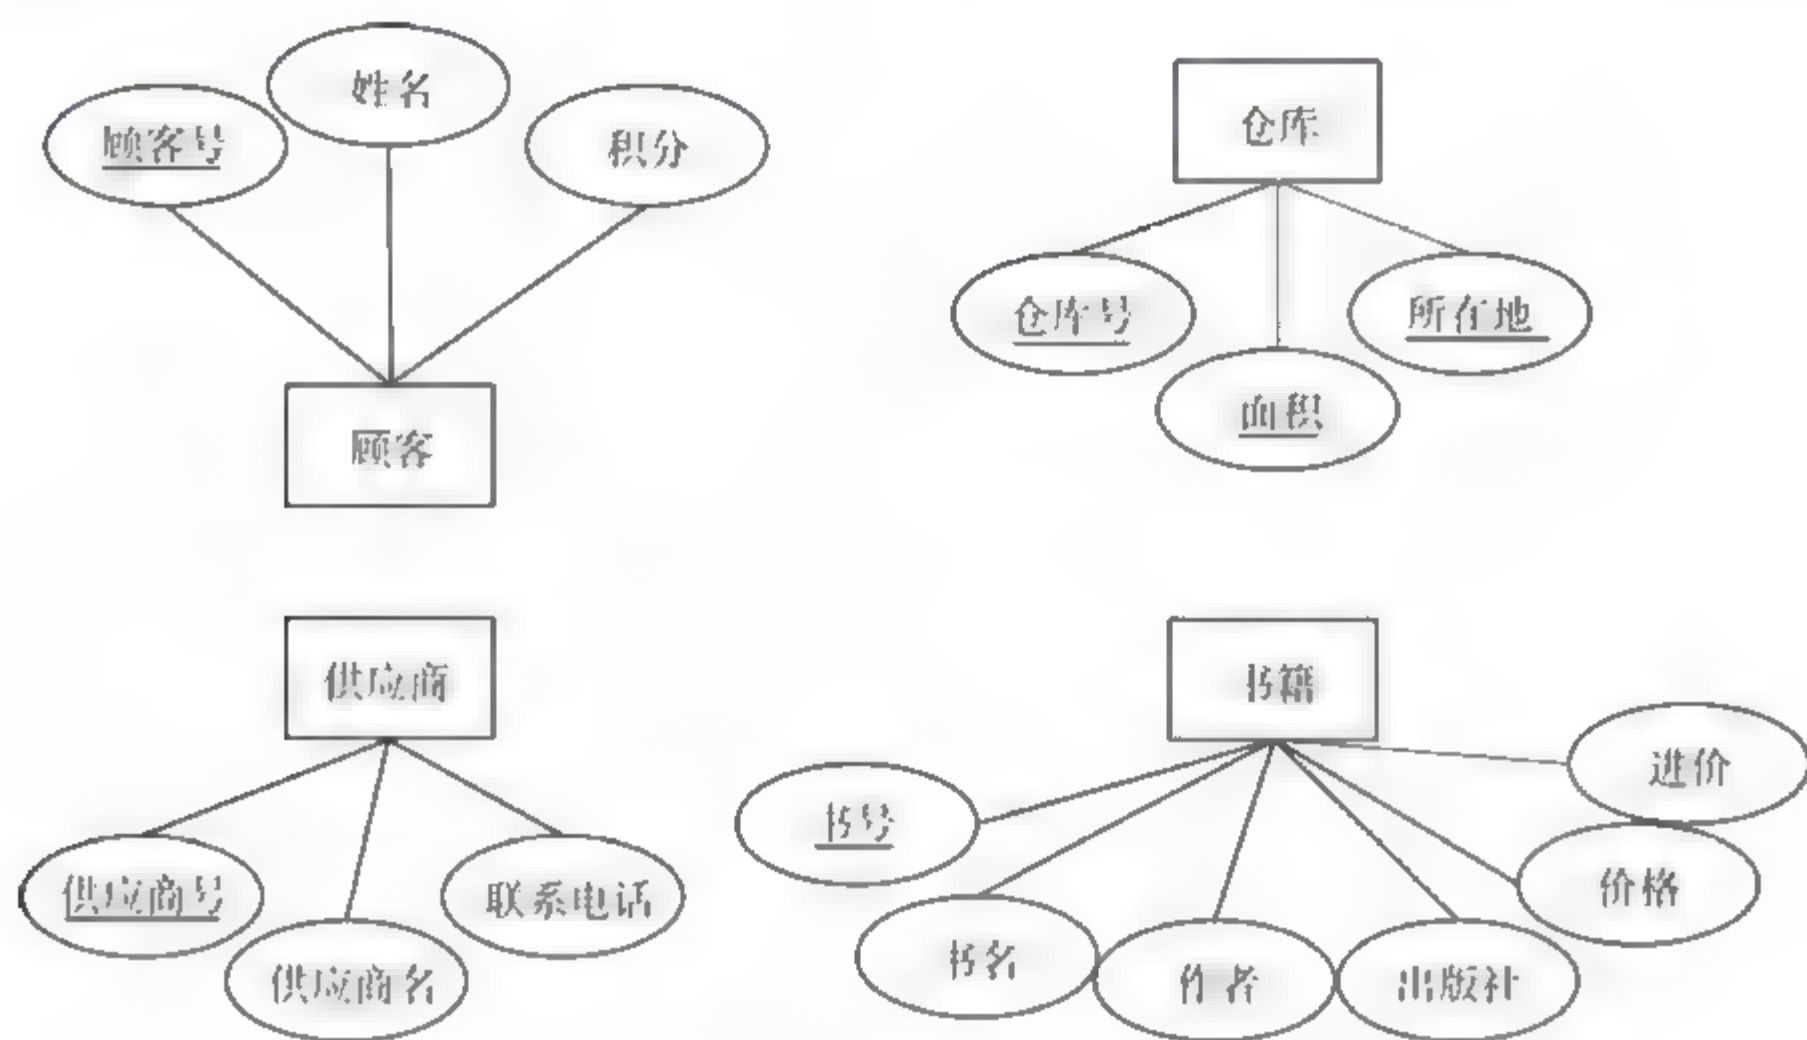 姓名
顾客号
积分
顾客
仓库
仓库号
所在地
面积
供应商
供应商号
联系电话
供应商名
书籍
进价
书号
价格
书名
作者
出版社